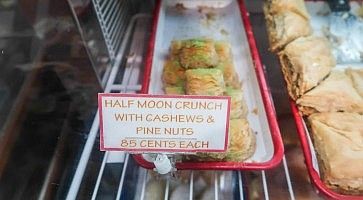 HALF MOON CRUNCH
WITH CASHEWS &
PINE NUTS
85 CENTS EACH